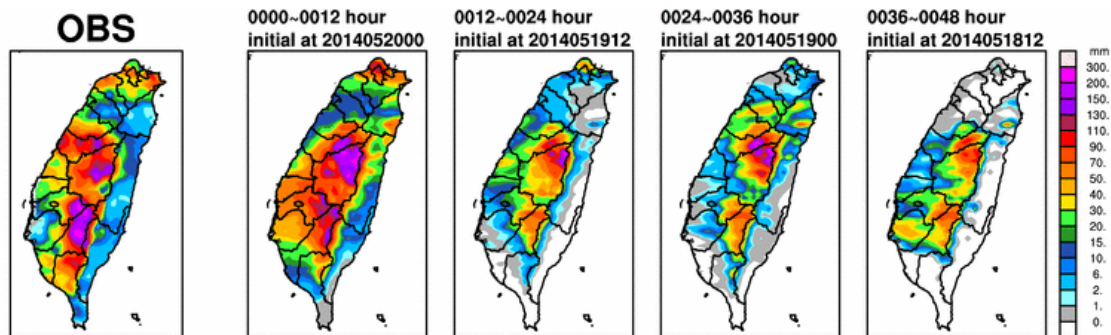 OBS
0000~0012 hour
initial at 2014052000
0012~0024 hour
initial at 2014051912
0024~0036 hour
initial at 2014051900
0036~0048 hour
initial at 2014051812
mm
300.
200.
150.
130.
110.
90.
70.
50.
40.
30.
20.
15.
10.
6.
2.
1.
0.